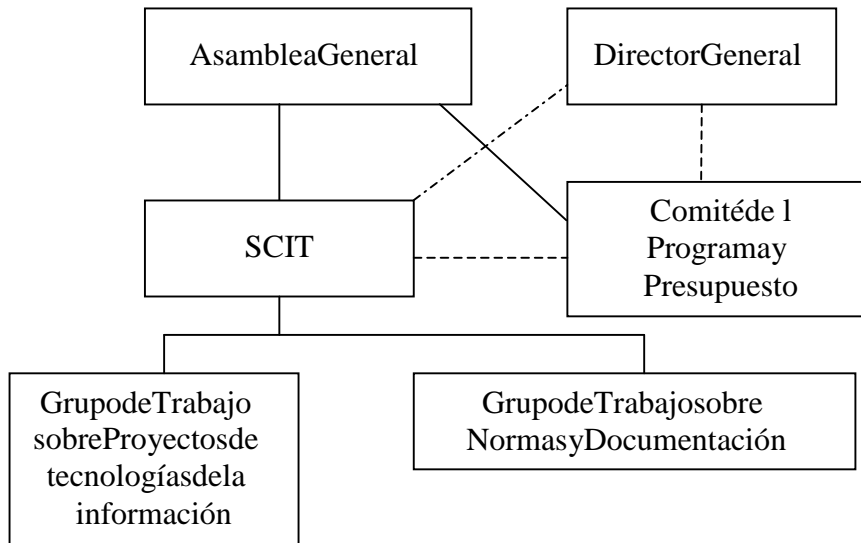 AsambleaGeneral
DirectorGeneral
SCIT
Comitéde l
Programay
Presupuesto
GrupodeTrabajo
sobreProyectosde
tecnologíasdela
información
GrupodeTrabajosobre
NormasyDocumentación